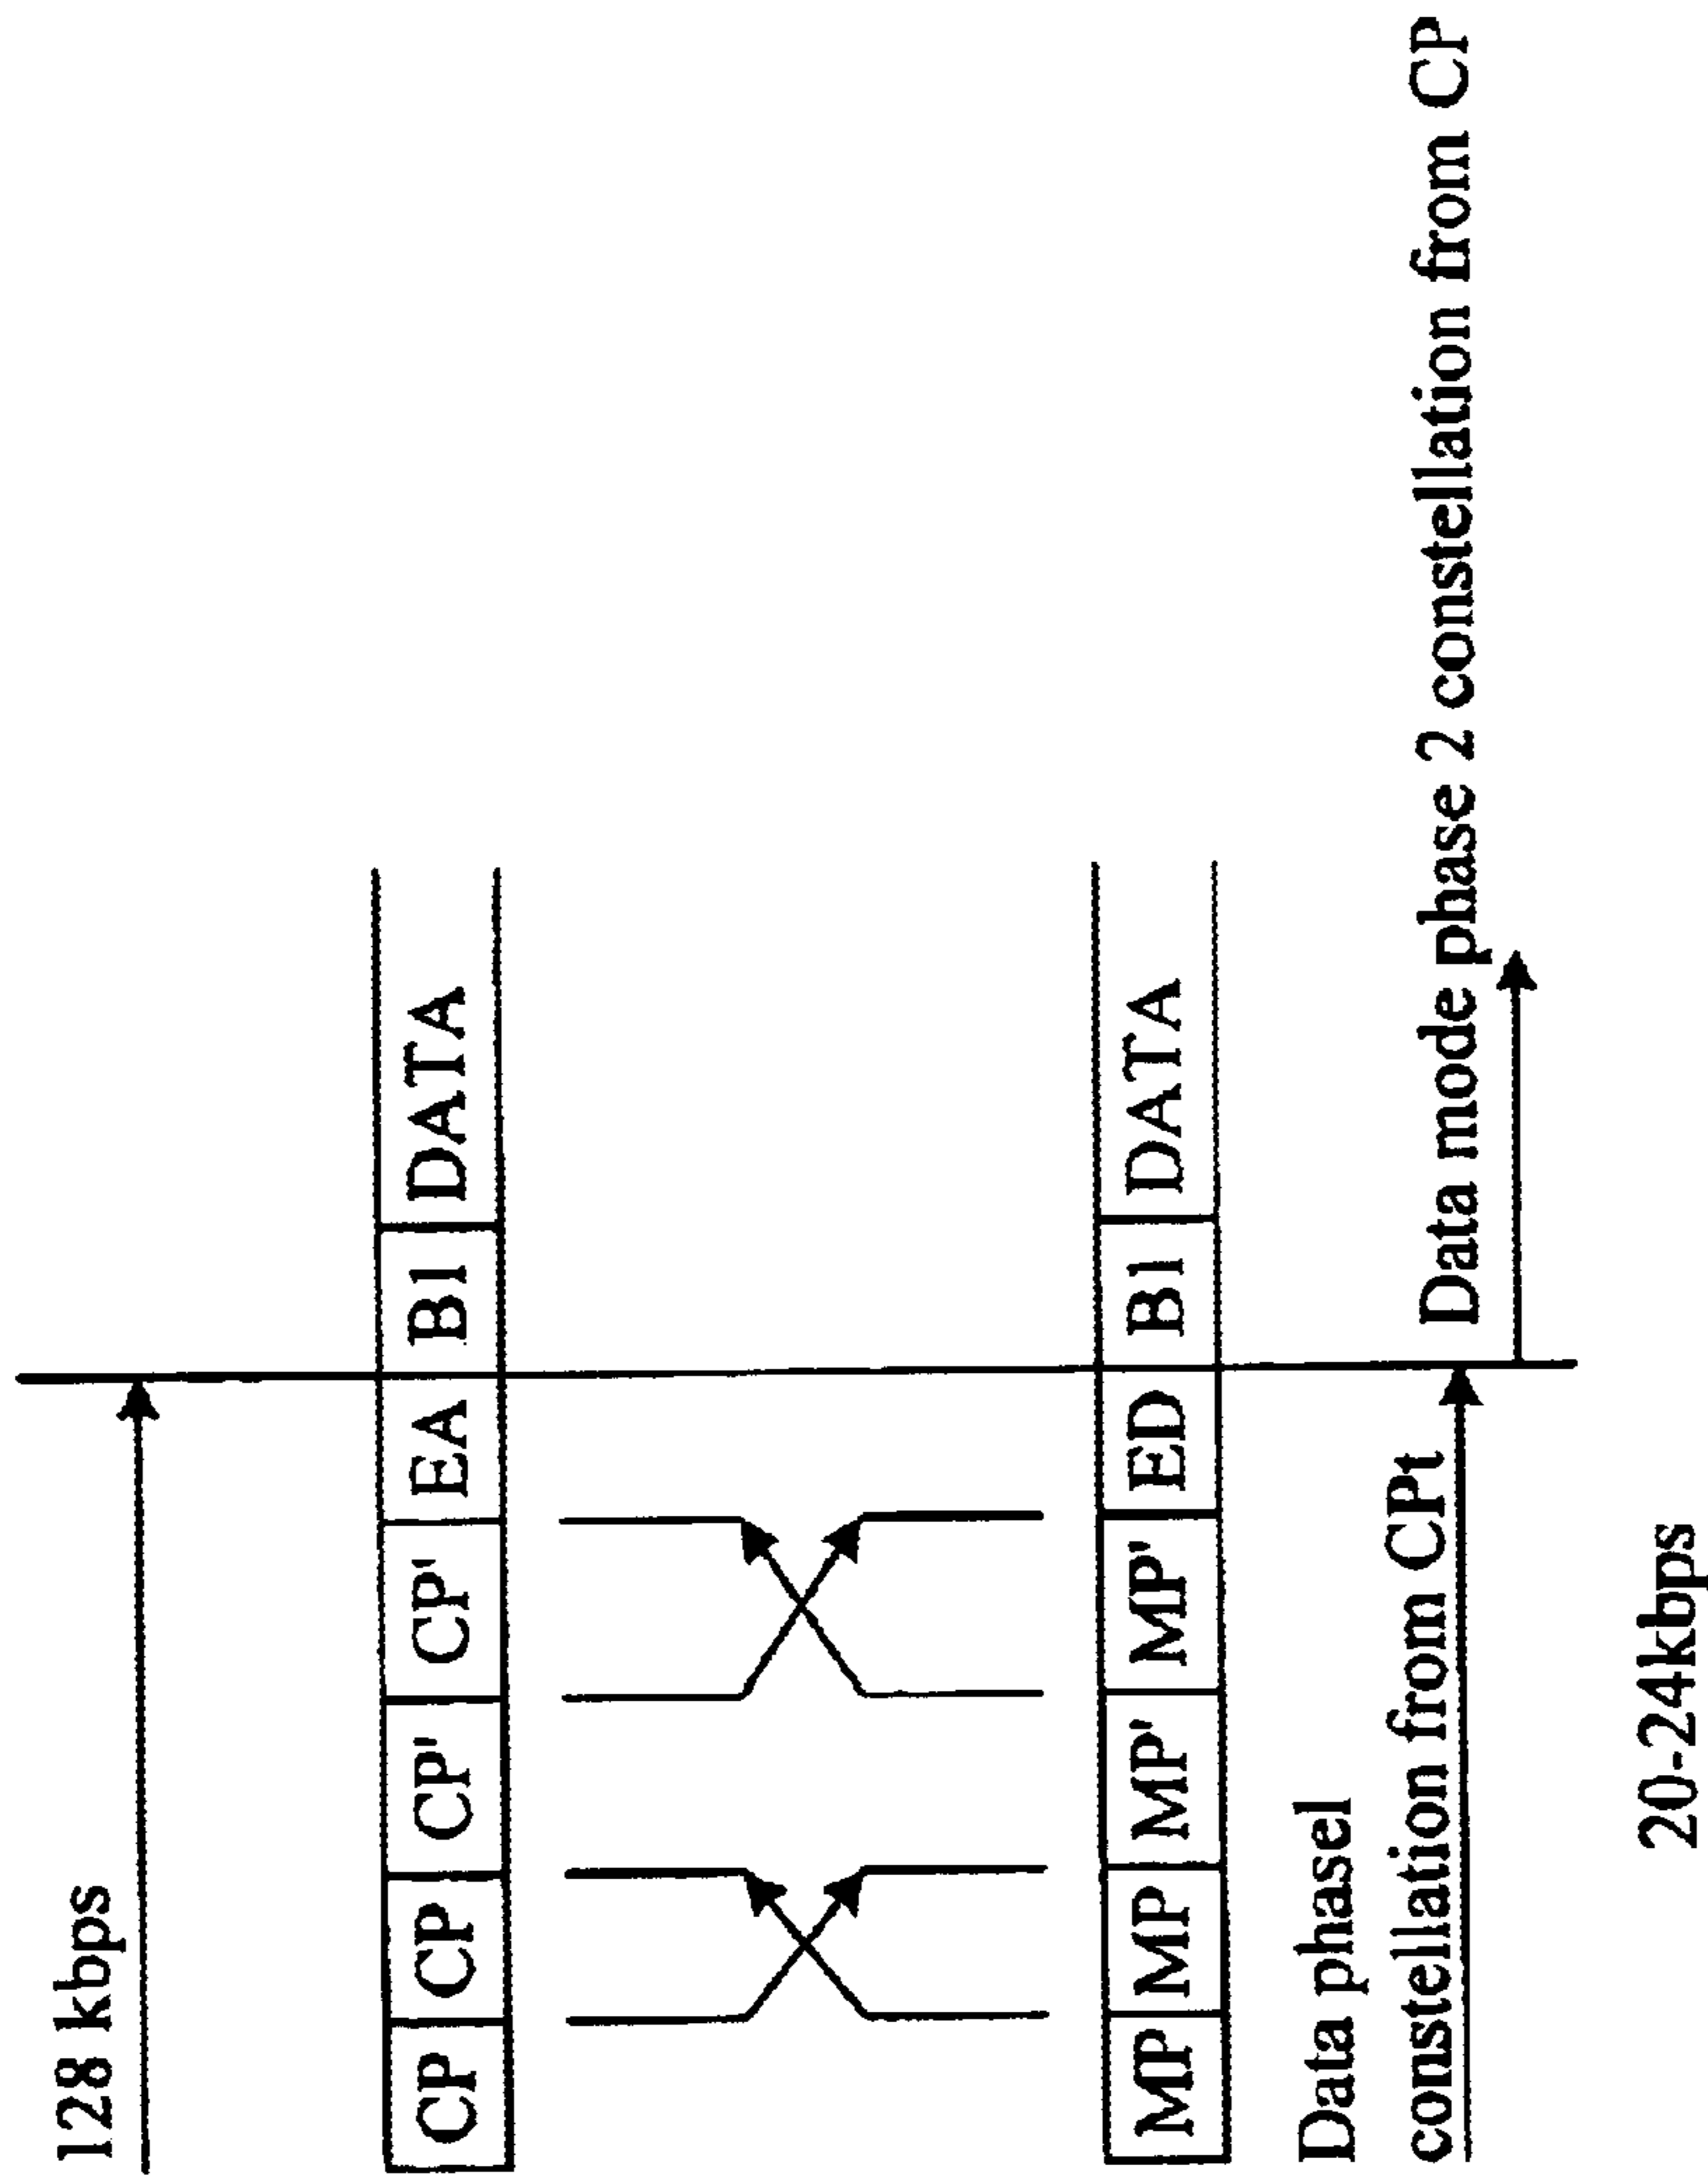 128 kbps
CP CP CP' CP' EA B1 DATA
MP MP MP' MP' ED B1 DATA
Data phase1
constellation from CPt
Data mode phase 2 constellation from CP
20-24kbps